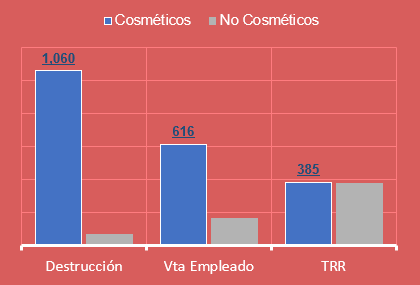 Cosméticos No Cosméticos
1,060
616
385
Destrucción Vta Empleado TRR